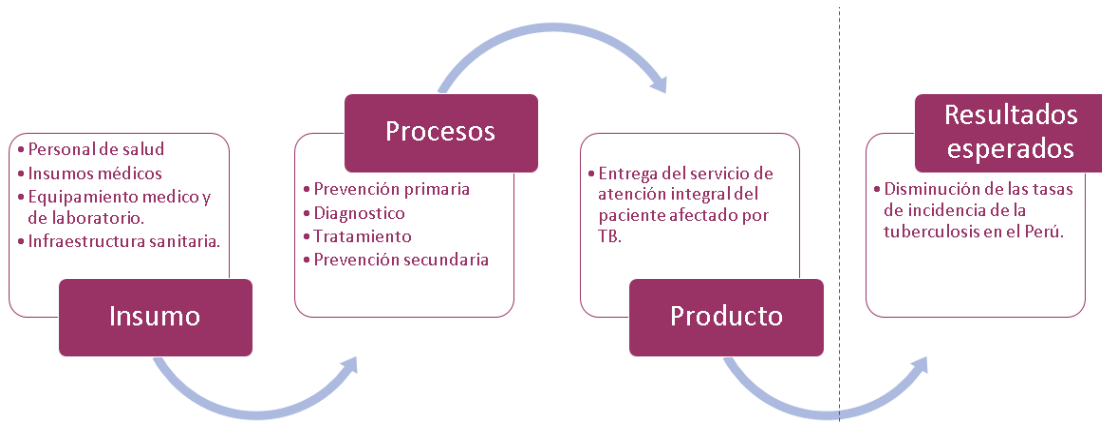 • Personal de salud
• Insumos médicos
• Equipamiento medico y
de laboratorio.
• Infraestructura sanitaria.
Insumo
Procesos
• Prevención primaria
• Diagnostico
• Tratamiento
• Prevención secundaria
• Entrega del servicio de
atención integral del
paciente afectado por
TB.
Producto
Resultados
esperados
• Disminución de las tasas
de incidencia de la
tuberculosis en el Perú.